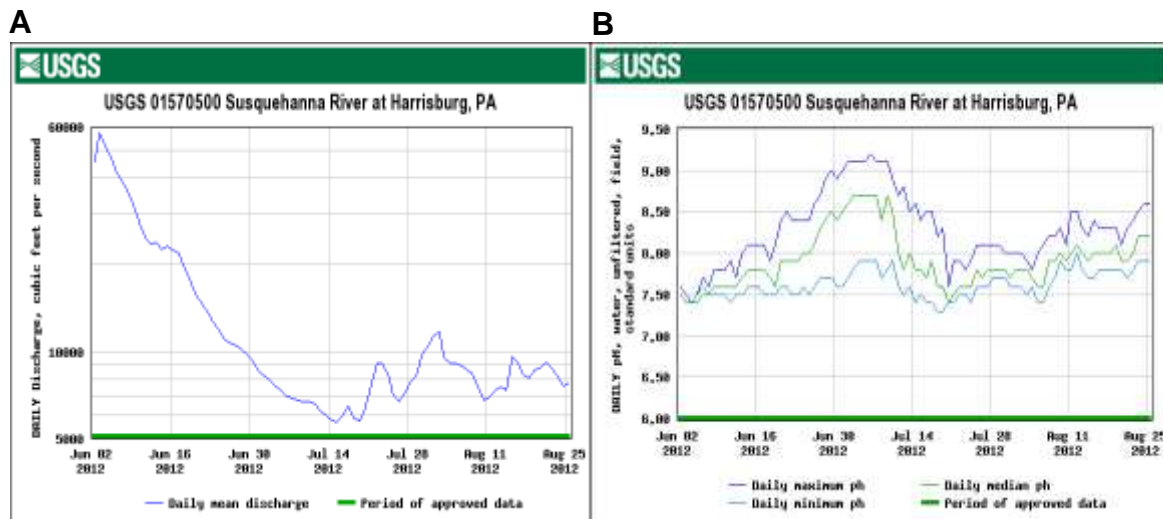 A
B
USGS
USGS 01570500 Susquehanna River at Harrisburg, PA
DAILY Discharge, cubic feet per second
60000
10000
5000
Jun 02 Jun 16 Jun 30 Jul 14 Jul 28 Aug 11 Aug 25
2012 2012 2012 2012 2012 2012 2012
Daily mean discharge Period of approved data
USGS
USGS 01570500 Susquehanna River at Harrisburg, PA
DAILY pH, water, unfiltered, field,
standard units
9.50
9.00
8.50
8.00
7.50
7.00
6.50
6.00
Jun 02 Jun 16 Jun 30 Jul 14 Jul 28 Aug 11 Aug 25
2012 2012 2012 2012 2012 2012 2012
Daily maximum ph Daily median ph
Daily minimum ph Period of approved data